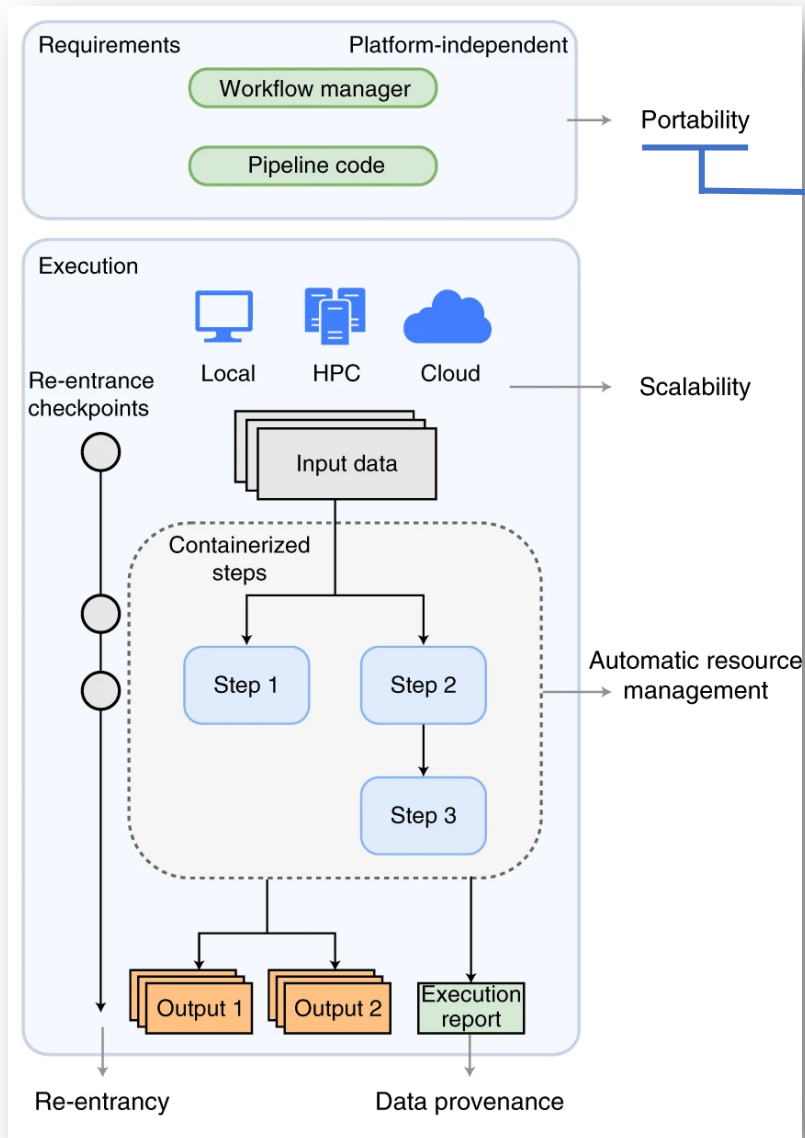 Requirements
Platform-independent
Workflow manager
Pipeline code
Portability
Execution
Local
HPC
Cloud
Scalability
Re-entrance
checkpoints
Input data
Containerized
steps
Step 1
Step 2
Step 3
Automatic resource
management
Output 1
Output 2
Execution
report
Re-entrancy
Data provenance